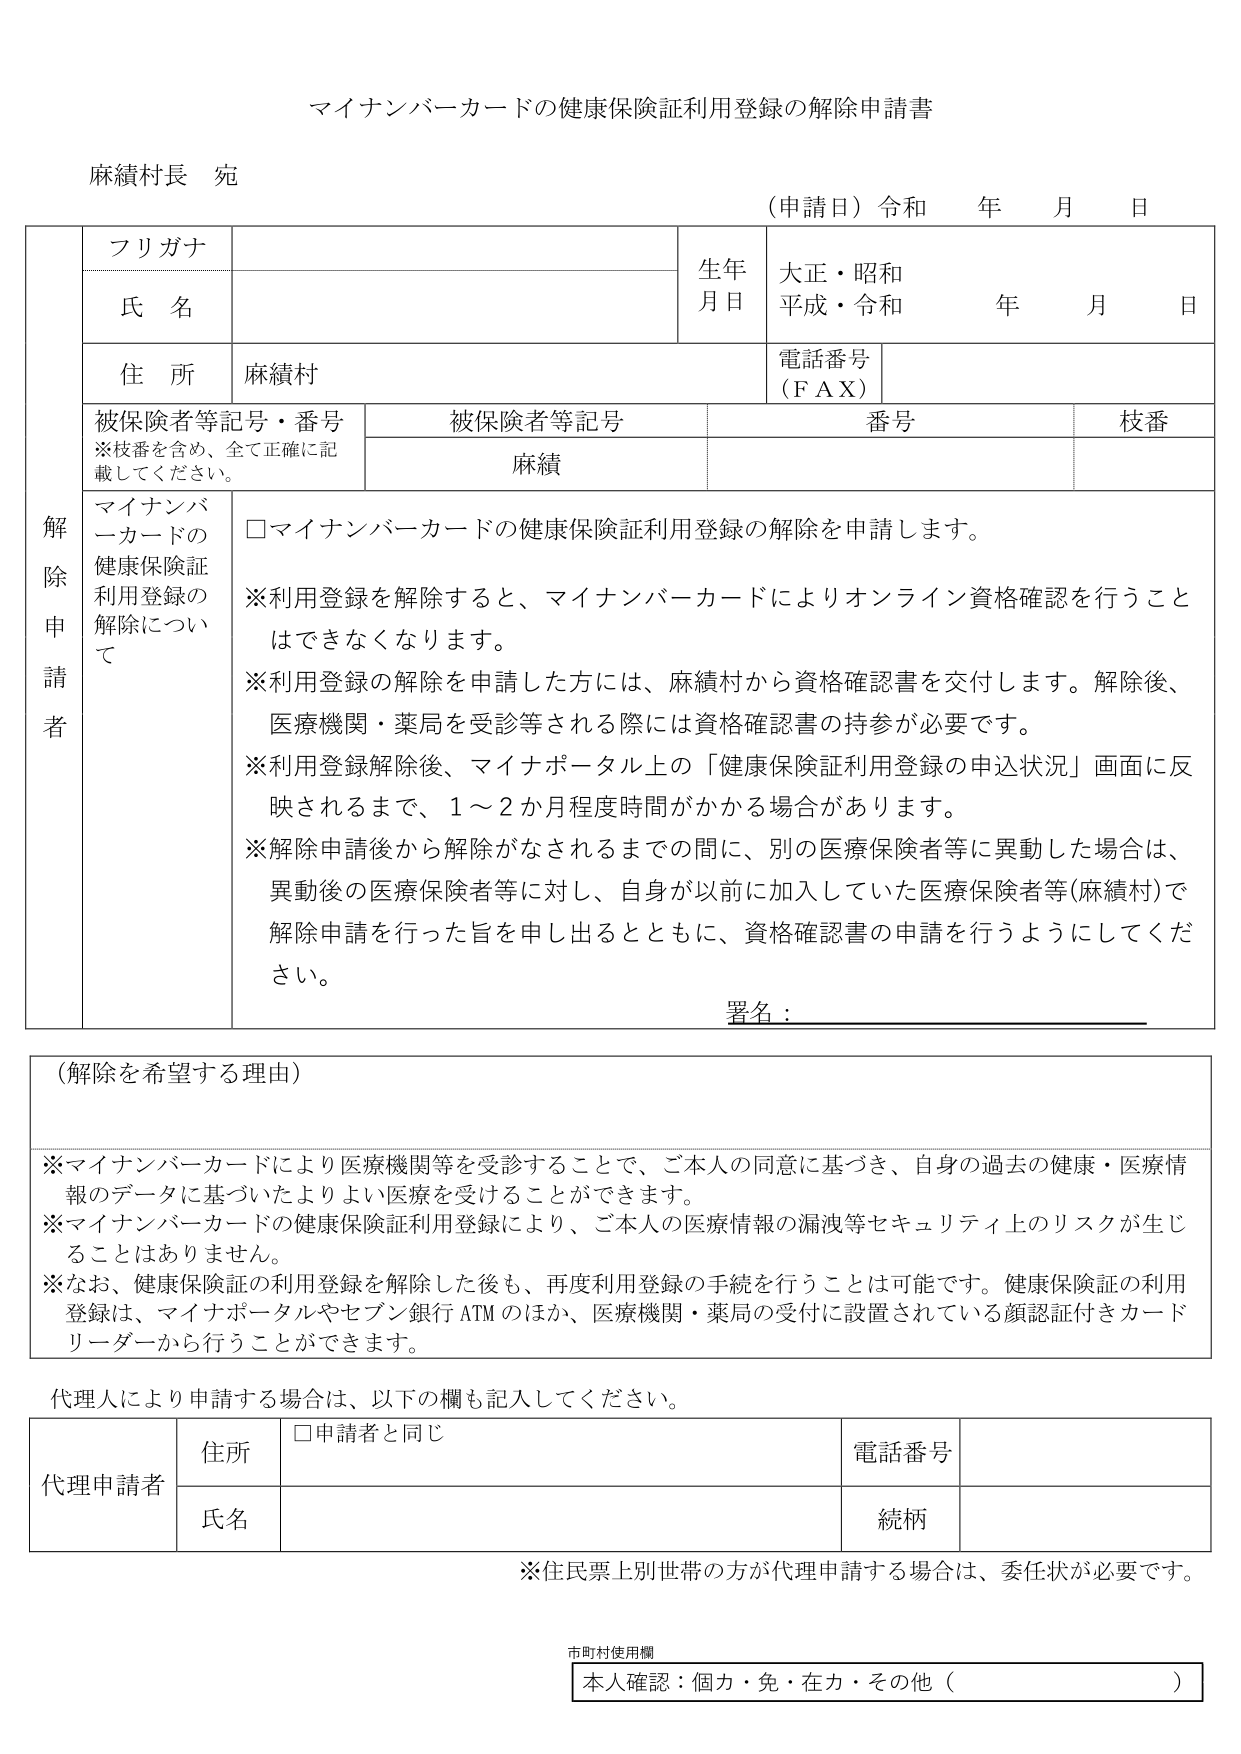 マイナンバーカードの健康保険証利用登録の解除申請書
麻績村長　宛
（申請日）令和　　年　　月　　日
解除申請者
フリガナ
氏　名
生年
月日
大正・昭和
平成・令和　　　年　　　月　　　日
住　所
麻績村
電話番号
（ＦＡＸ）
被保険者等記号・番号
※枝番を含め、全て正確に記
載してください。
被保険者等記号
番号
枝番
麻績
マイナンバ
ーカードの
健康保険証
利用登録の
解除につい
て
□マイナンバーカードの健康保険証利用登録の解除を申請します。
※利用登録を解除すると、マイナンバーカードによりオンライン資格確認を行うこと
はできなくなります。
※利用登録の解除を申請した方には、麻績村から資格確認書を交付します。解除後、
医療機関・薬局を受診等される際には資格確認書の持参が必要です。
※利用登録解除後、マイナポータル上の「健康保険証利用登録の申込状況」画面に反
映されるまで、１～２か月程度時間がかかる場合があります。
※解除申請後から解除がなされるまでの間に、別の医療保険者等に異動した場合は、
異動後の医療保険者等に対し、自身が以前に加入していた医療保険者等(麻績村)で
解除申請を行った旨を申し出るとともに、資格確認書の申請を行うようにしてくだ
さい。
署名：
（解除を希望する理由）
※マイナンバーカードにより医療機関等を受診することで、ご本人の同意に基づき、自身の過去の健康・医療情
報のデータに基づいたよりよい医療を受けることができます。
※マイナンバーカードの健康保険証利用登録により、ご本人の医療情報の漏洩等セキュリティ上のリスクが生じ
ることはありません。
※なお、健康保険証の利用登録を解除した後も、再度利用登録の手続を行うことは可能です。健康保険証の利用
登録は、マイナポータルやセブン銀行 ATM のほか、医療機関・薬局の受付に設置されている顔認証付きカード
リーダーから行うことができます。
代理人により申請する場合は、以下の欄も記入してください。
代理申請者
住所
□申請者と同じ
電話番号
氏名
続柄
※住民票上別世帯の方が代理申請する場合は、委任状が必要です。
市町村使用欄
本人確認：個カ・免・在カ・その他（　　　　　　　　　）